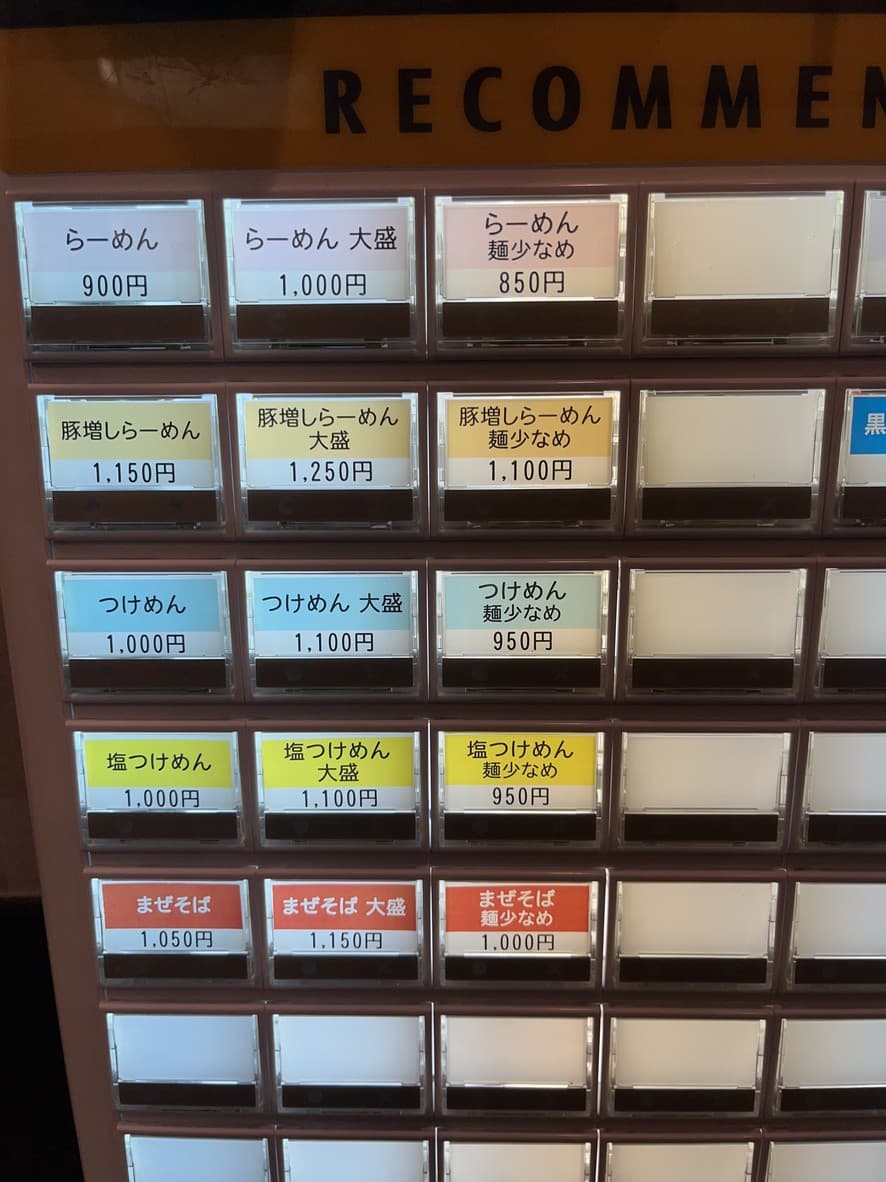 RECOMMEN
らーめん
900円
らーめん 大盛
1,000円
らーめん
麺少なめ
850円
豚増しらーめん
1,150円
豚増しらーめん
大盛
1,250円
豚増しらーめん
麺少なめ
1,100円
黒
つけめん
1,000円
つけめん 大盛
1,100円
つけめん
麺少なめ
950円
塩つけめん
1,000円
塩つけめん
大盛
1,100円
塩つけめん
麺少なめ
950円
まぜそば
1,050円
まぜそば 大盛
1,150円
まぜそば
麺少なめ
1,000円